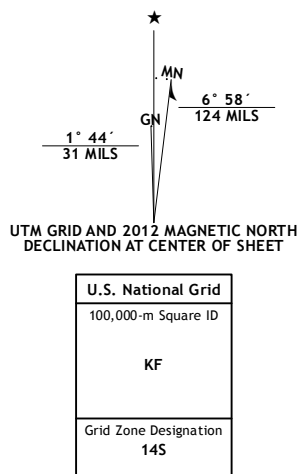 ★
MN
GN
6° 58´
124 MILS
1° 44´
31 MILS
UTM GRID AND 2012 MAGNETIC NORTH
DECLINATION AT CENTER OF SHEET
U.S. National Grid
100,000-m Square ID
KF
Grid Zone Designation
14S